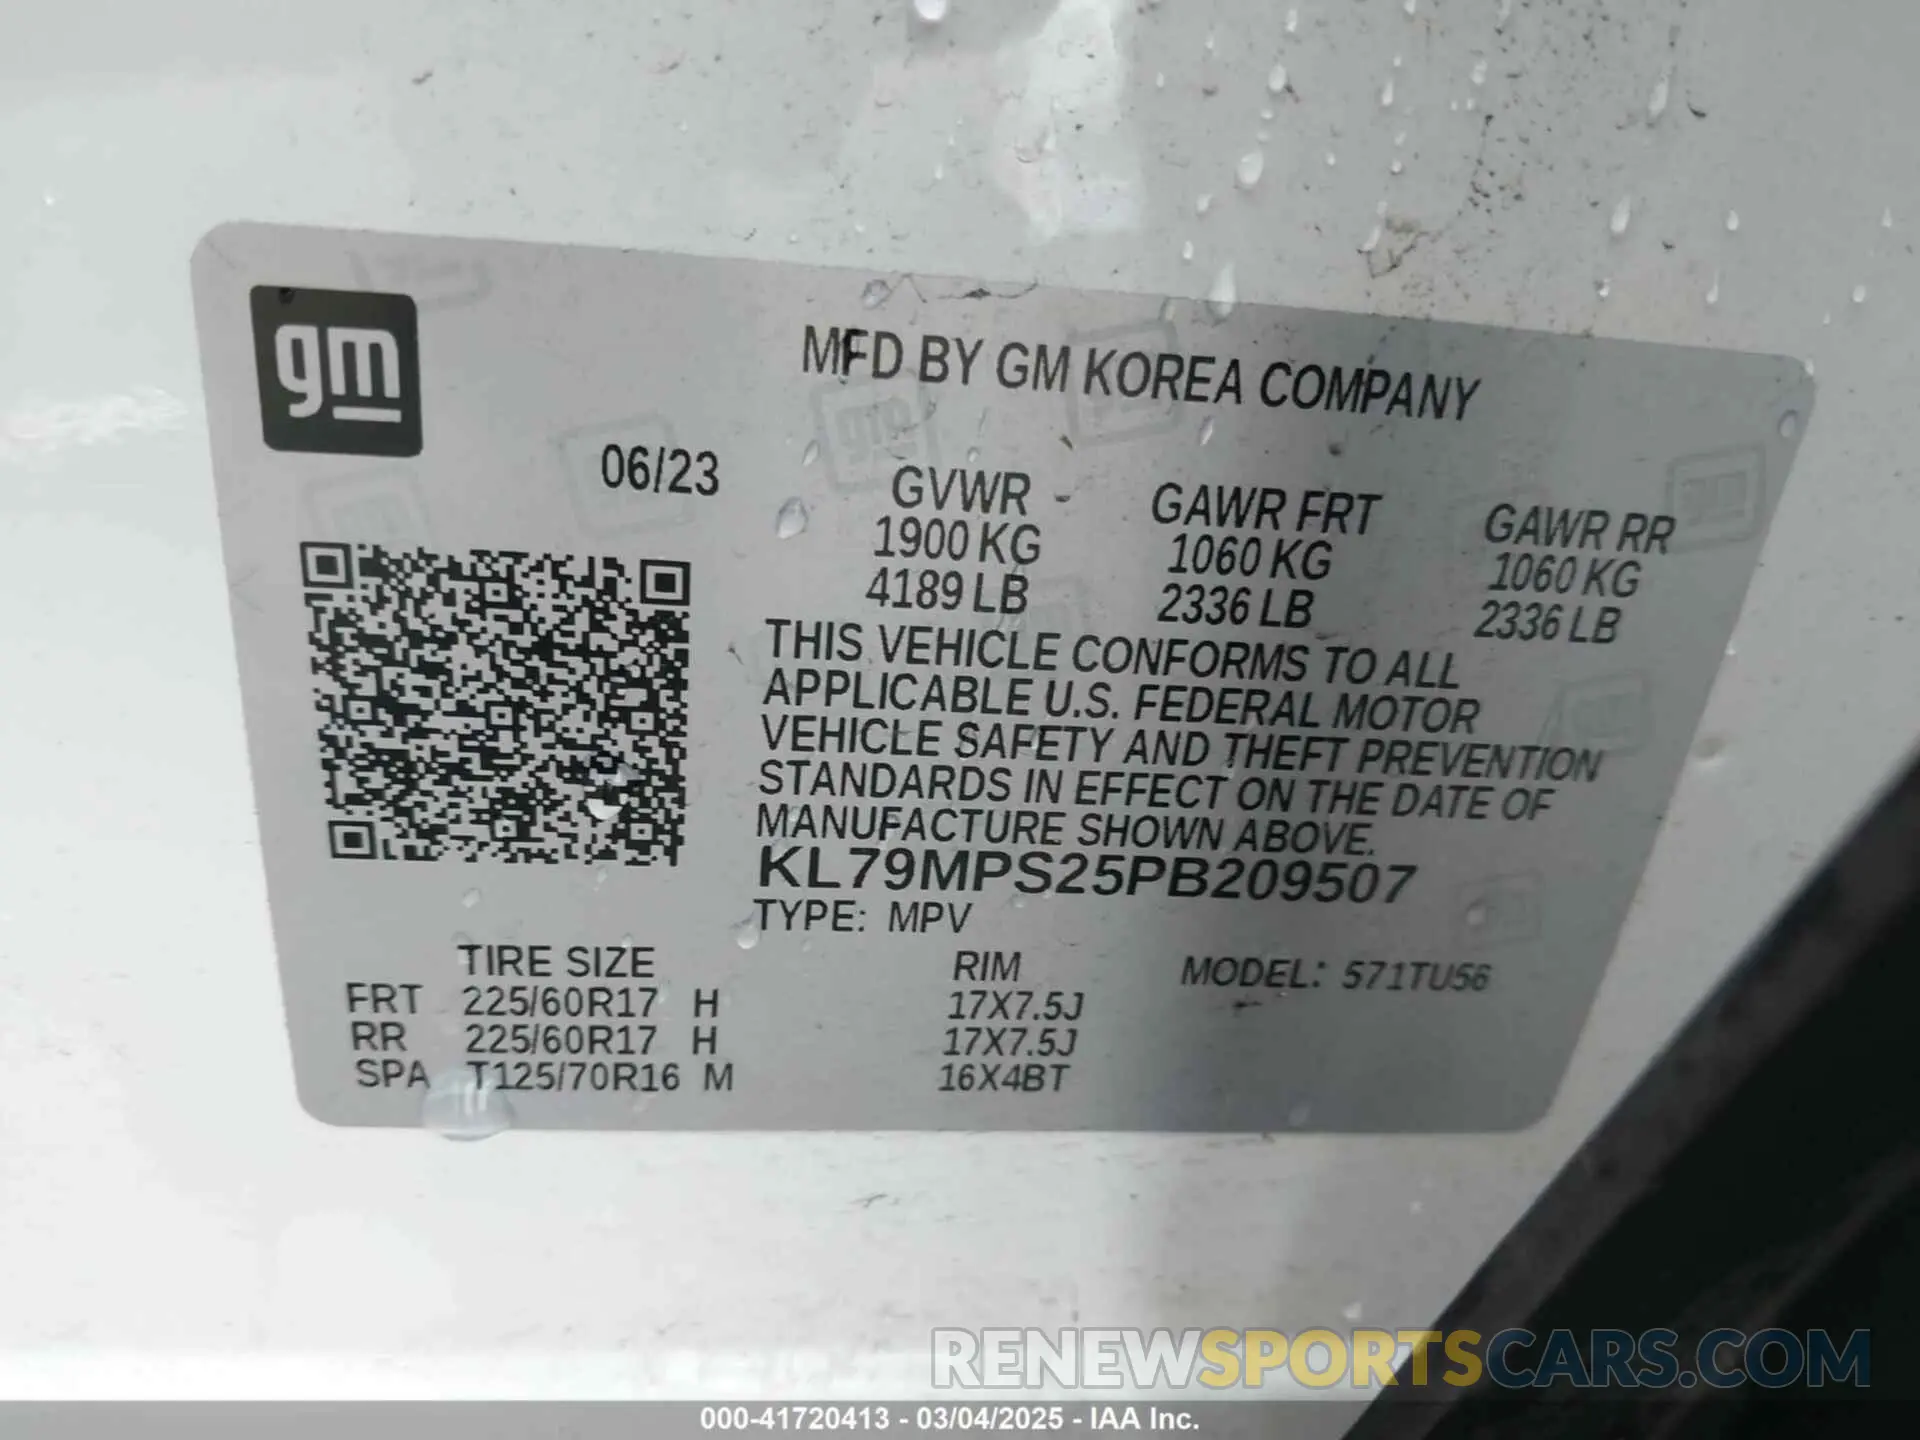 gm
MFD BY GM KOREA COMPANY
06/23
GVWR GAWR FRT GAWR RR
1900 KG 1060 KG 1060 KG
4189 LB 2336 LB 2336 LB
THIS VEHICLE CONFORMS TO ALL
APPLICABLE U.S. FEDERAL MOTOR
VEHICLE SAFETY AND THEFT PREVENTION
STANDARDS IN EFFECT ON THE DATE OF
MANUFACTURE SHOWN ABOVE.
KL79MPS25PB209507
TYPE: MPV
TIRE SIZE RIM MODEL: 571TU56
FRT 225/60R17 H 17X7.5J
RR 225/60R17 H 17X7.5J
SPA T125/70R16 M 16X4BT
RENEWSPORTSCARS.COM
000-41720413 - 03/04/2025 - IAA Inc.